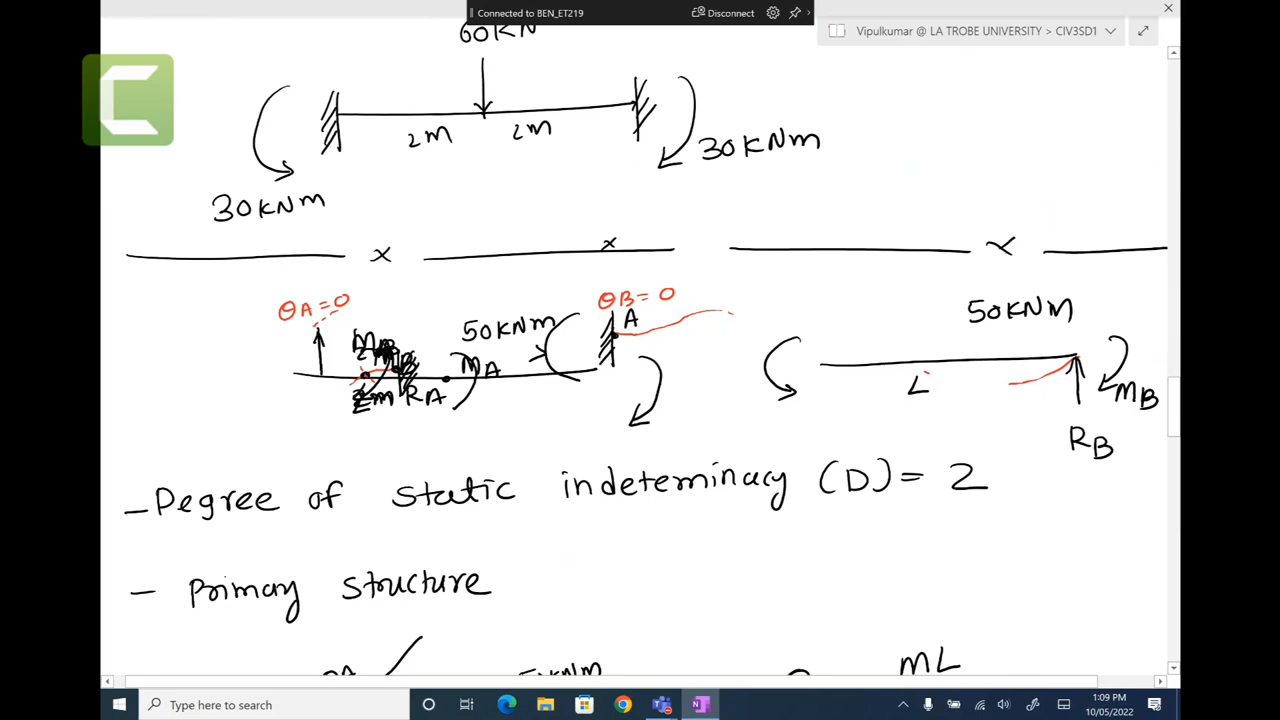 Connected to BEN_ET219
Disconnect
Vipulkumar @ LA TROBE UNIVERSITY > CIV3SD1
60KN
2M
2M
30KNM
30KNM
x
x
x
θA=0
θB=0
A
50KNM
MA
RA
2M
50KNM
L
MB
RB
- Degree of static indeterminacy (D) = 2
- Primary structure
ML
Type here to search
1:09 PM
10/05/2022